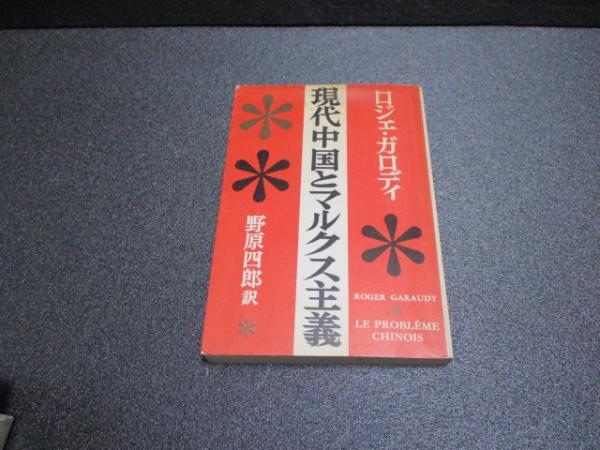 ロジェ・ガロディ
現代中国とマルクス主義
野原四郎訳
ROGER GARAUDY
LE PROBLÈME
CHINOIS